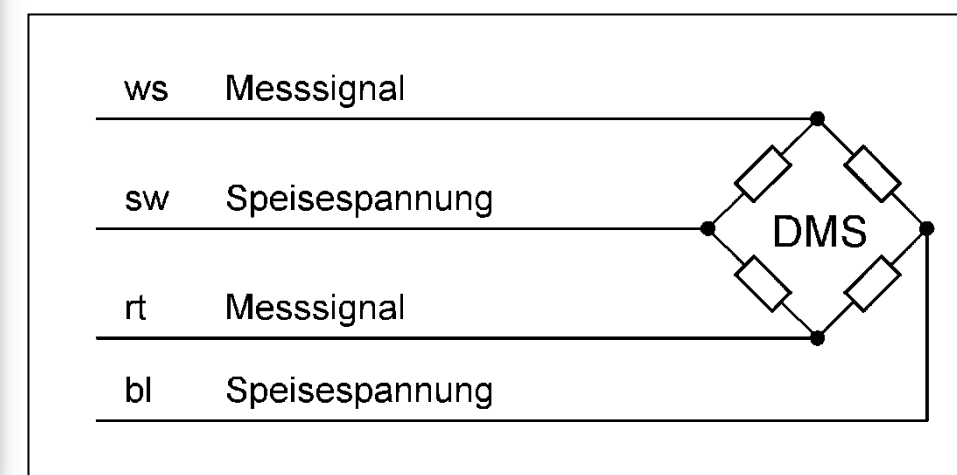 ws Messsignal
sw Speisespannung
DMS
rt Messsignal
bl Speisespannung